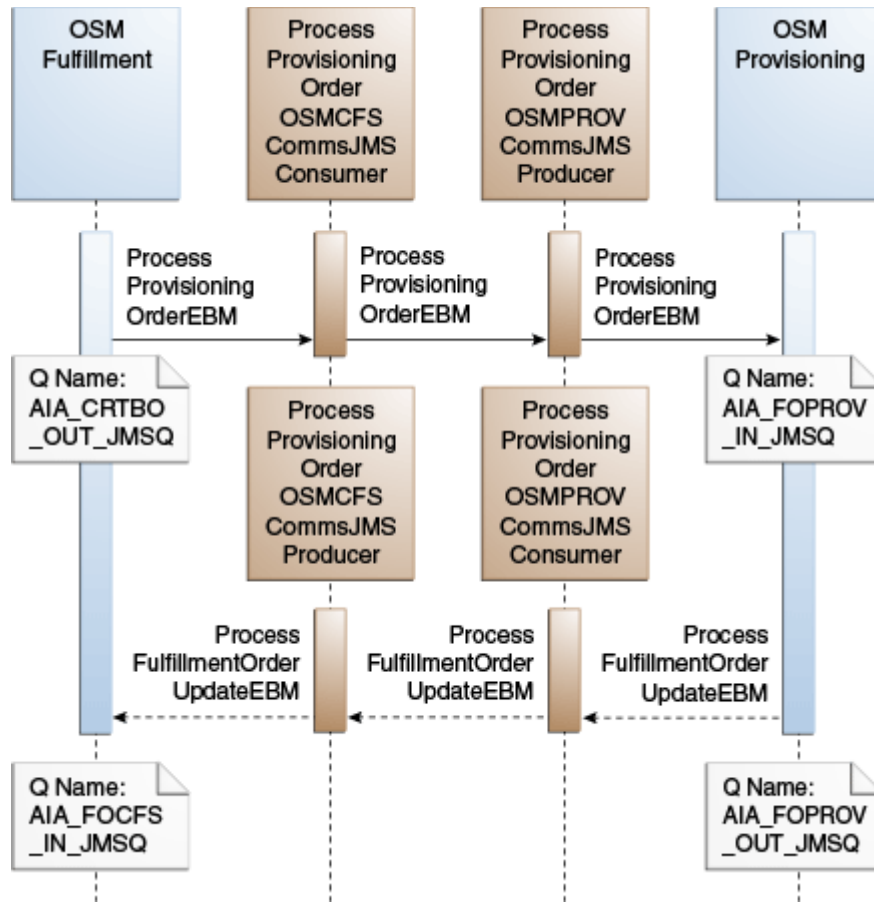 OSM
Fulfillment
Process
Provisioning
Order
OSMCFS
CommsJMS
Consumer
Process
Provisioning
Order
OSMPROV
CommsJMS
Producer
OSM
Provisioning
Process
Provisioning
OrderEBM
Process
Provisioning
OrderEBM
Process
Provisioning
OrderEBM
Q Name:
AIA_CRTBO
_OUT_JMSQ
Process
Provisioning
Order
OSMCFS
CommsJMS
Producer
Process
Provisioning
Order
OSMPROV
CommsJMS
Consumer
Q Name:
AIA_FOPROV
_IN_JMSQ
Process
FulfillmentOrder
UpdateEBM
Process
FulfillmentOrder
UpdateEBM
Process
FulfillmentOrder
UpdateEBM
Q Name:
AIA_FOCFS
_IN_JMSQ
Q Name:
AIA_FOPROV
_OUT_JMSQ